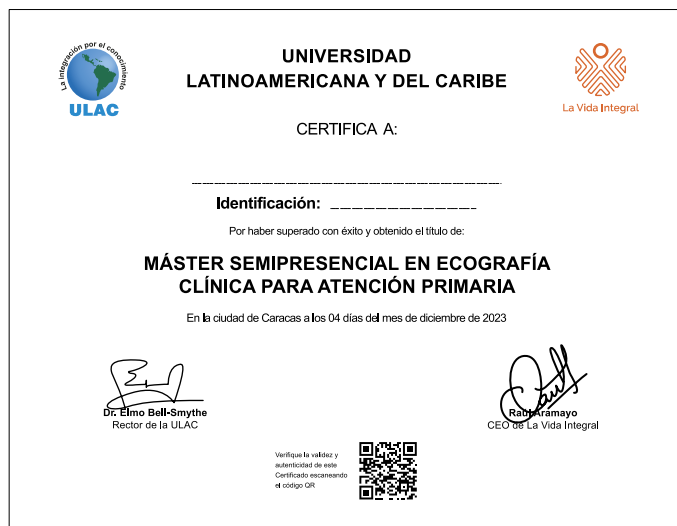 La integración por el conocimiento
ULAC
UNIVERSIDAD
LATINOAMERICANA Y DEL CARIBE
La Vida Integral
CERTIFICA A:
Identificación:
Por haber superado con éxito y obtenido el título de:
MÁSTER SEMIPRESENCIAL EN ECOGRAFÍA
CLÍNICA PARA ATENCIÓN PRIMARIA
En la ciudad de Caracas a los 04 días del mes de diciembre de 2023
Dr. Elmo Bell-Smythe
Rector de la ULAC
Raul Aramayo
CEO de La Vida Integral
Verifique la validez y
autenticidad de este
Certificado escaneando
el código QR